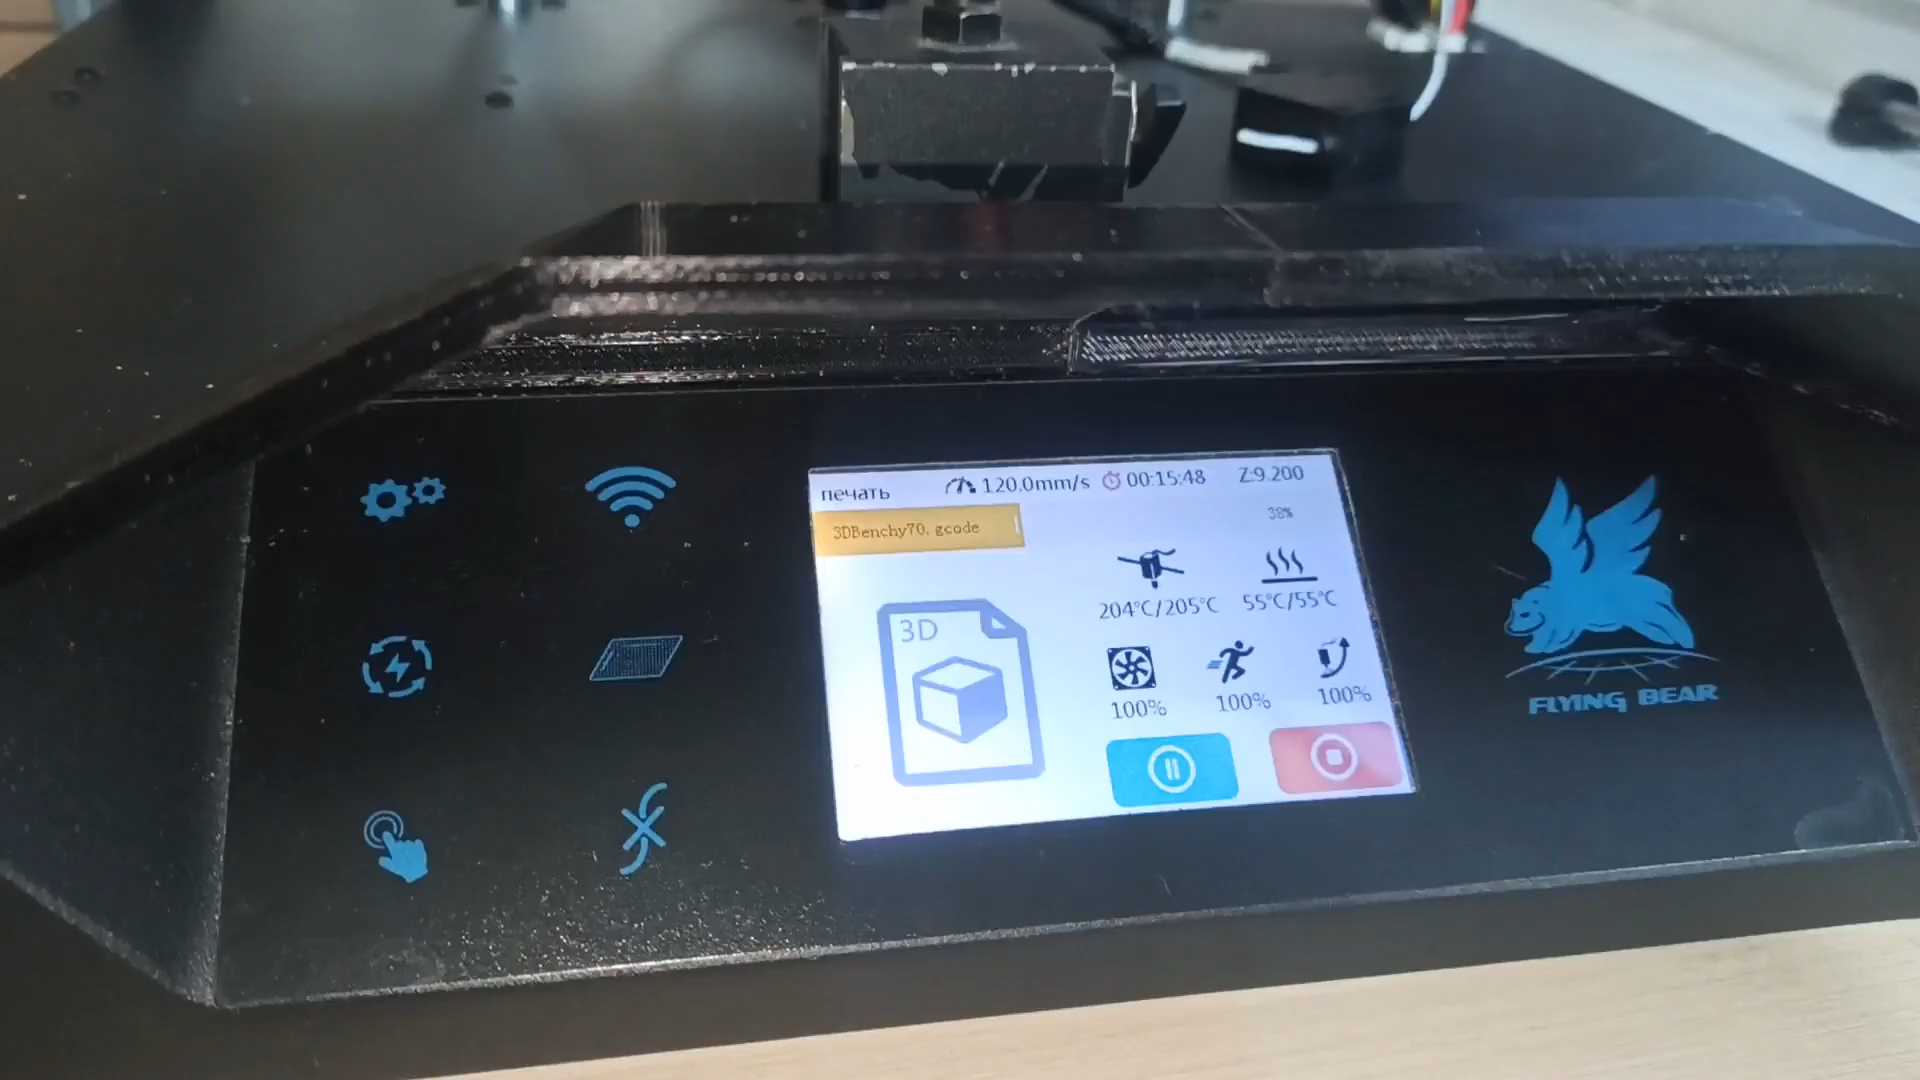 печать 120.0mm/s 00:15:48 Z:9.200
3DBenchy70.gcode
38%
204℃/205℃ 55℃/55℃
3D
100% 100% 100%
FLYING BEAR